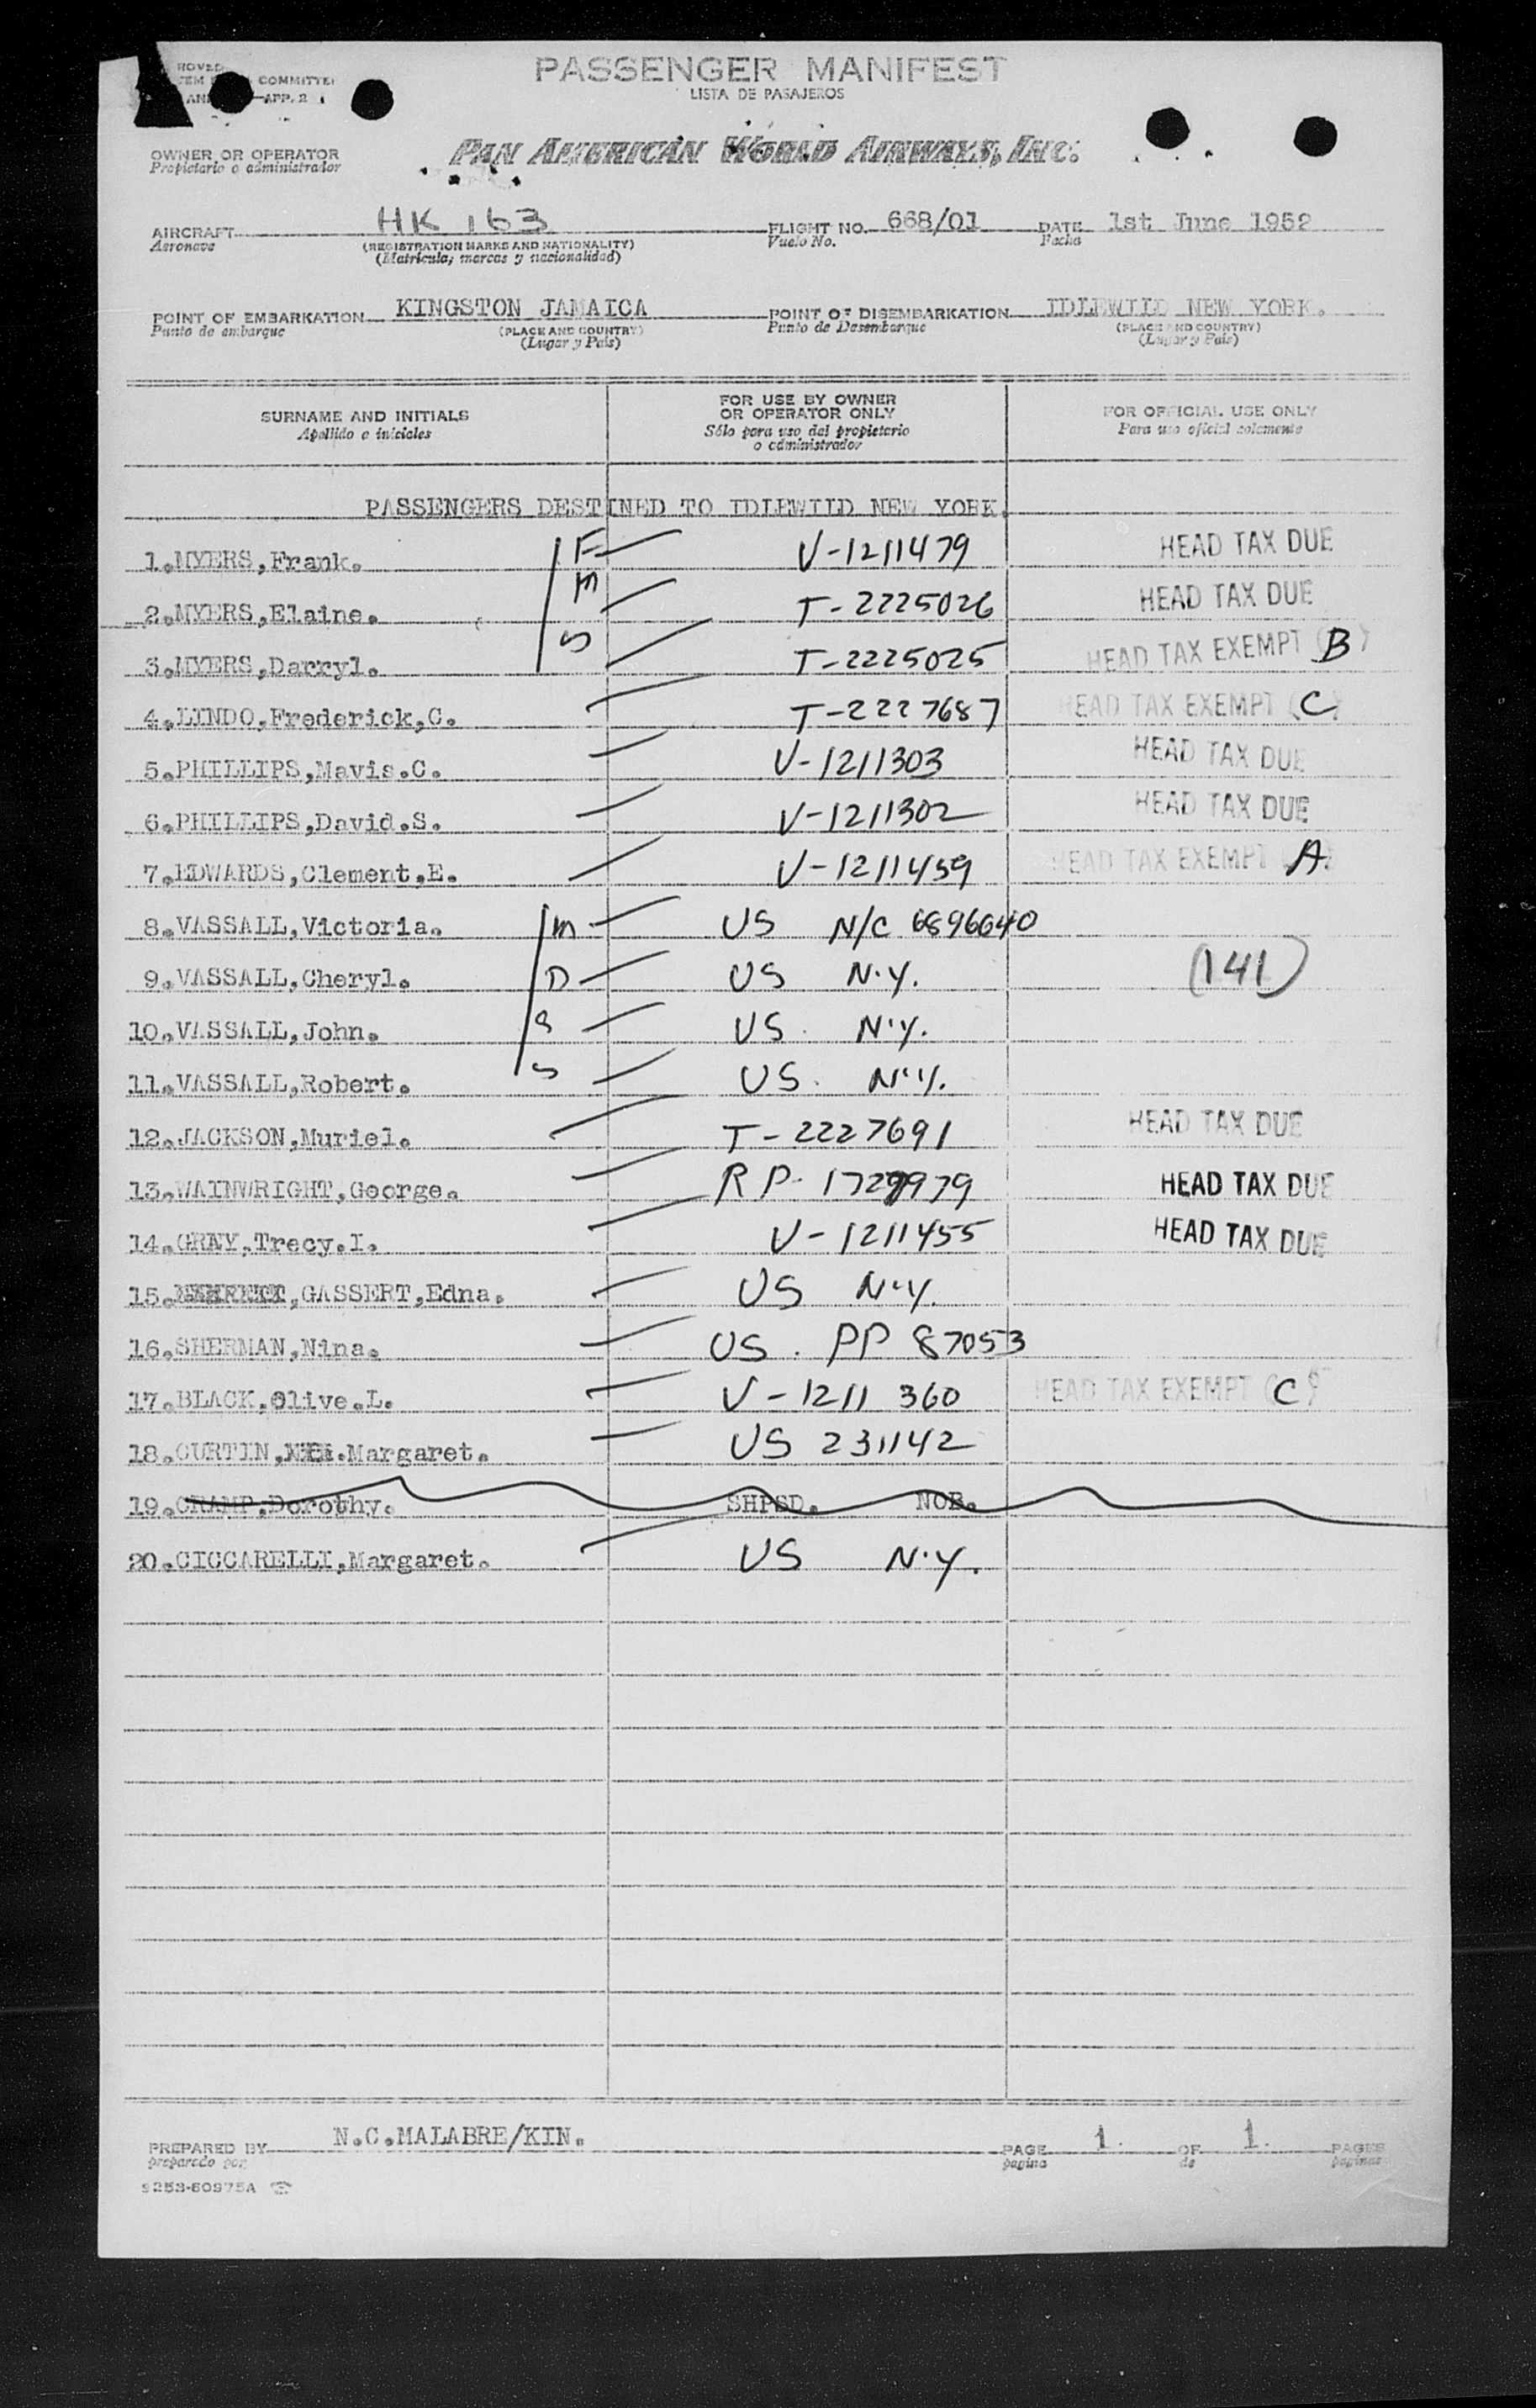 PASSENGER MANIFEST
LISTA DE PASAJEROS
COMMITTEE
APP. 2
OWNER OR OPERATOR
Propietario o administrador
PAN AMERICAN WORLD AIRWAYS, INC.
AIRCRAFT HK 163 FLIGHT NO. 668/01 DATE 1st June 1952
Aeronave (REGISTRATION MARKS AND NATIONALITY) Vuelo No. Fecha
(Matricula, marcas y nacionalidad)
POINT OF EMBARKATION KINGSTON JAMAICA POINT OF DISEMBARKATION IDLEWILD NEW YORK.
Punto de embarque (PLACE AND COUNTRY) Punto de Desembarque (PLACE AND COUNTRY)
(Lugar y País) (Lugar y País)
SURNAME AND INITIALS
Apellido e iniciales
FOR USE BY OWNER
OR OPERATOR ONLY
Sólo para uso del propietario
o administrador
FOR OFFICIAL USE ONLY
Para uso oficial solamente
PASSENGERS DESTINED TO IDLEWILD NEW YORK.
1.MYERS,Frank. F V-1211479 HEAD TAX DUE
2.MYERS,Elaine. M T-2225026 HEAD TAX DUE
3.MYERS,Darryl. S T-2225025 HEAD TAX EXEMPT (B)
4.LINDO,Frederick,C. T-2227687 HEAD TAX EXEMPT (C)
5.PHILLIPS,Mavis.C. V-1211303 HEAD TAX DUE
6.PHILLIPS,David.S. V-1211302 HEAD TAX DUE
7.EDWARDS,Clement,E. V-1211459 HEAD TAX EXEMPT A
8.VASSALL,Victoria. M US N/C 6896640
9.VASSALL,Cheryl. D US N.Y. (141)
10.VASSALL,John. S US. N.Y.
11.VASSALL,Robert. S US. N.Y.
12.JACKSON,Muriel. T-2227691 HEAD TAX DUE
13.WAINWRIGHT,George. RP-1729979 HEAD TAX DUE
14.GRAY,Trecy.I. V-1211455 HEAD TAX DUE
15. ,GASSERT,Edna. US N.Y.
16.SHERMAN,Nina. US. PP 87053
17.BLACK,Olive.L. V-1211 360 HEAD TAX EXEMPT (C)
18.CURTIN, Margaret. US 231142
19.CRAMP,Dorothy. SHPSD. NOB.
20.CICCARELLI,Margaret. US N.Y.
PREPARED BY N.C.MALABRE/KIN. PAGE 1. OF 1. PAGES
preparado por pagina de paginas
9253-60975A